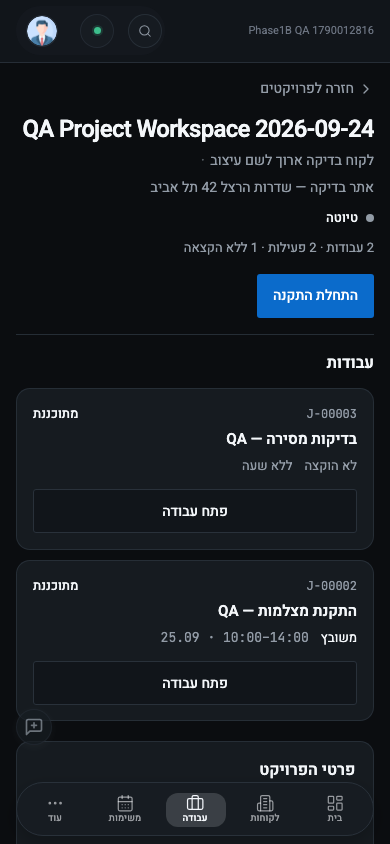 Phase1B QA 1790012816
חזרה לפרויקטים
QA Project Workspace 2026-09-24
לקוח בדיקה ארוך לשם עיצוב ·
אתר בדיקה — שדרות הרצל 42 תל אביב
טיוטה
2 עבודות · 2 פעילות · 1 ללא הקצאה
התחלת התקנה
עבודות
J-00003 מתוכננת
בדיקות מסירה — QA
לא הוקצה ללא שעה
פתח עבודה
J-00002 מתוכננת
התקנת מצלמות — QA
משובץ 25.09 · 10:00–14:00
פתח עבודה
פרטי הפרויקט
בית לקוחות עבודה משימות עוד